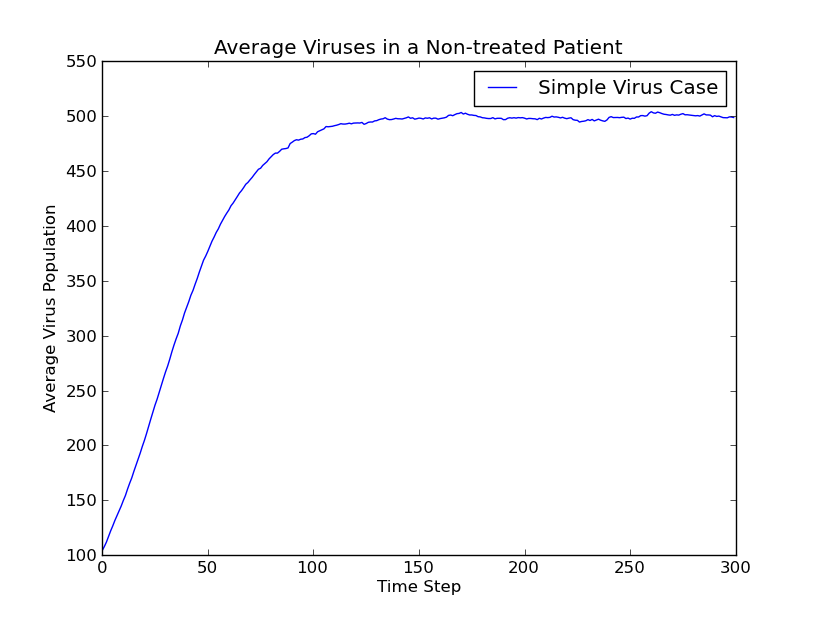 Average Viruses in a Non-treated Patient
Simple Virus Case
550
500
450
400
350
300
250
200
150
100
Average Virus Population
0 50 100 150 200 250 300
Time Step